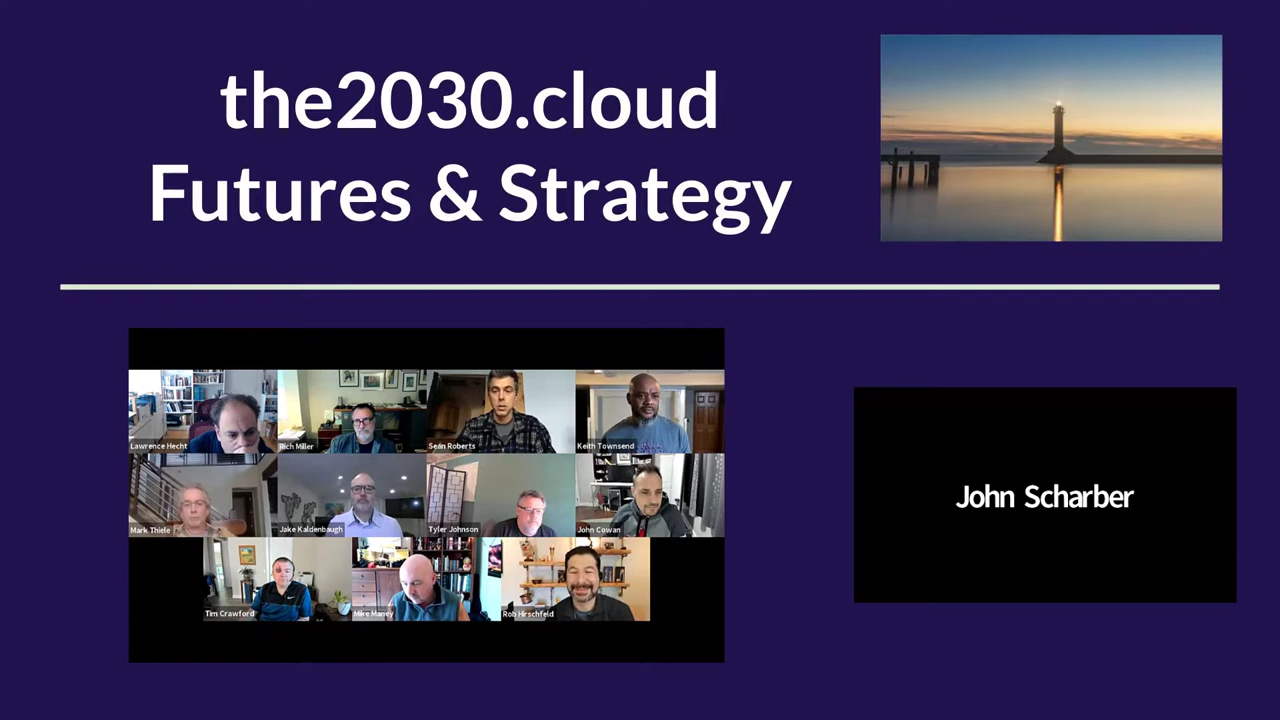 the2030.cloud
Futures & Strategy
Lawrence Hecht
Rich Miller
Seán Roberts
Keith Townsend
Mark Thiele
Jake Kaldenbaugh
Tyler Johnson
John Cowan
John Scharber
Tim Crawford
Mike Maney
Rob Hirschfeld